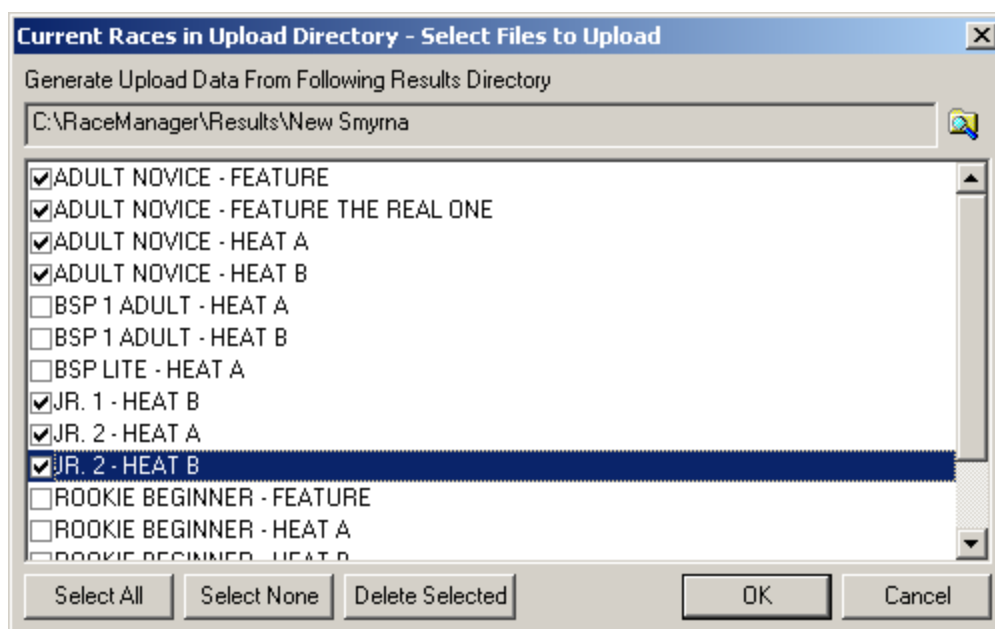 Current Races in Upload Directory - Select Files to Upload
Generate Upload Data From Following Results Directory
C:\RaceManager\Results\New Smyrna
ADULT NOVICE - FEATURE
ADULT NOVICE - FEATURE THE REAL ONE
ADULT NOVICE - HEAT A
ADULT NOVICE - HEAT B
BSP 1 ADULT - HEAT A
BSP 1 ADULT - HEAT B
BSP LITE - HEAT A
JR. 1 - HEAT B
JR. 2 - HEAT A
JR. 2 - HEAT B
ROOKIE BEGINNER - FEATURE
ROOKIE BEGINNER - HEAT A
ROOKIE BEGINNER - HEAT B
Select All Select None Delete Selected OK Cancel